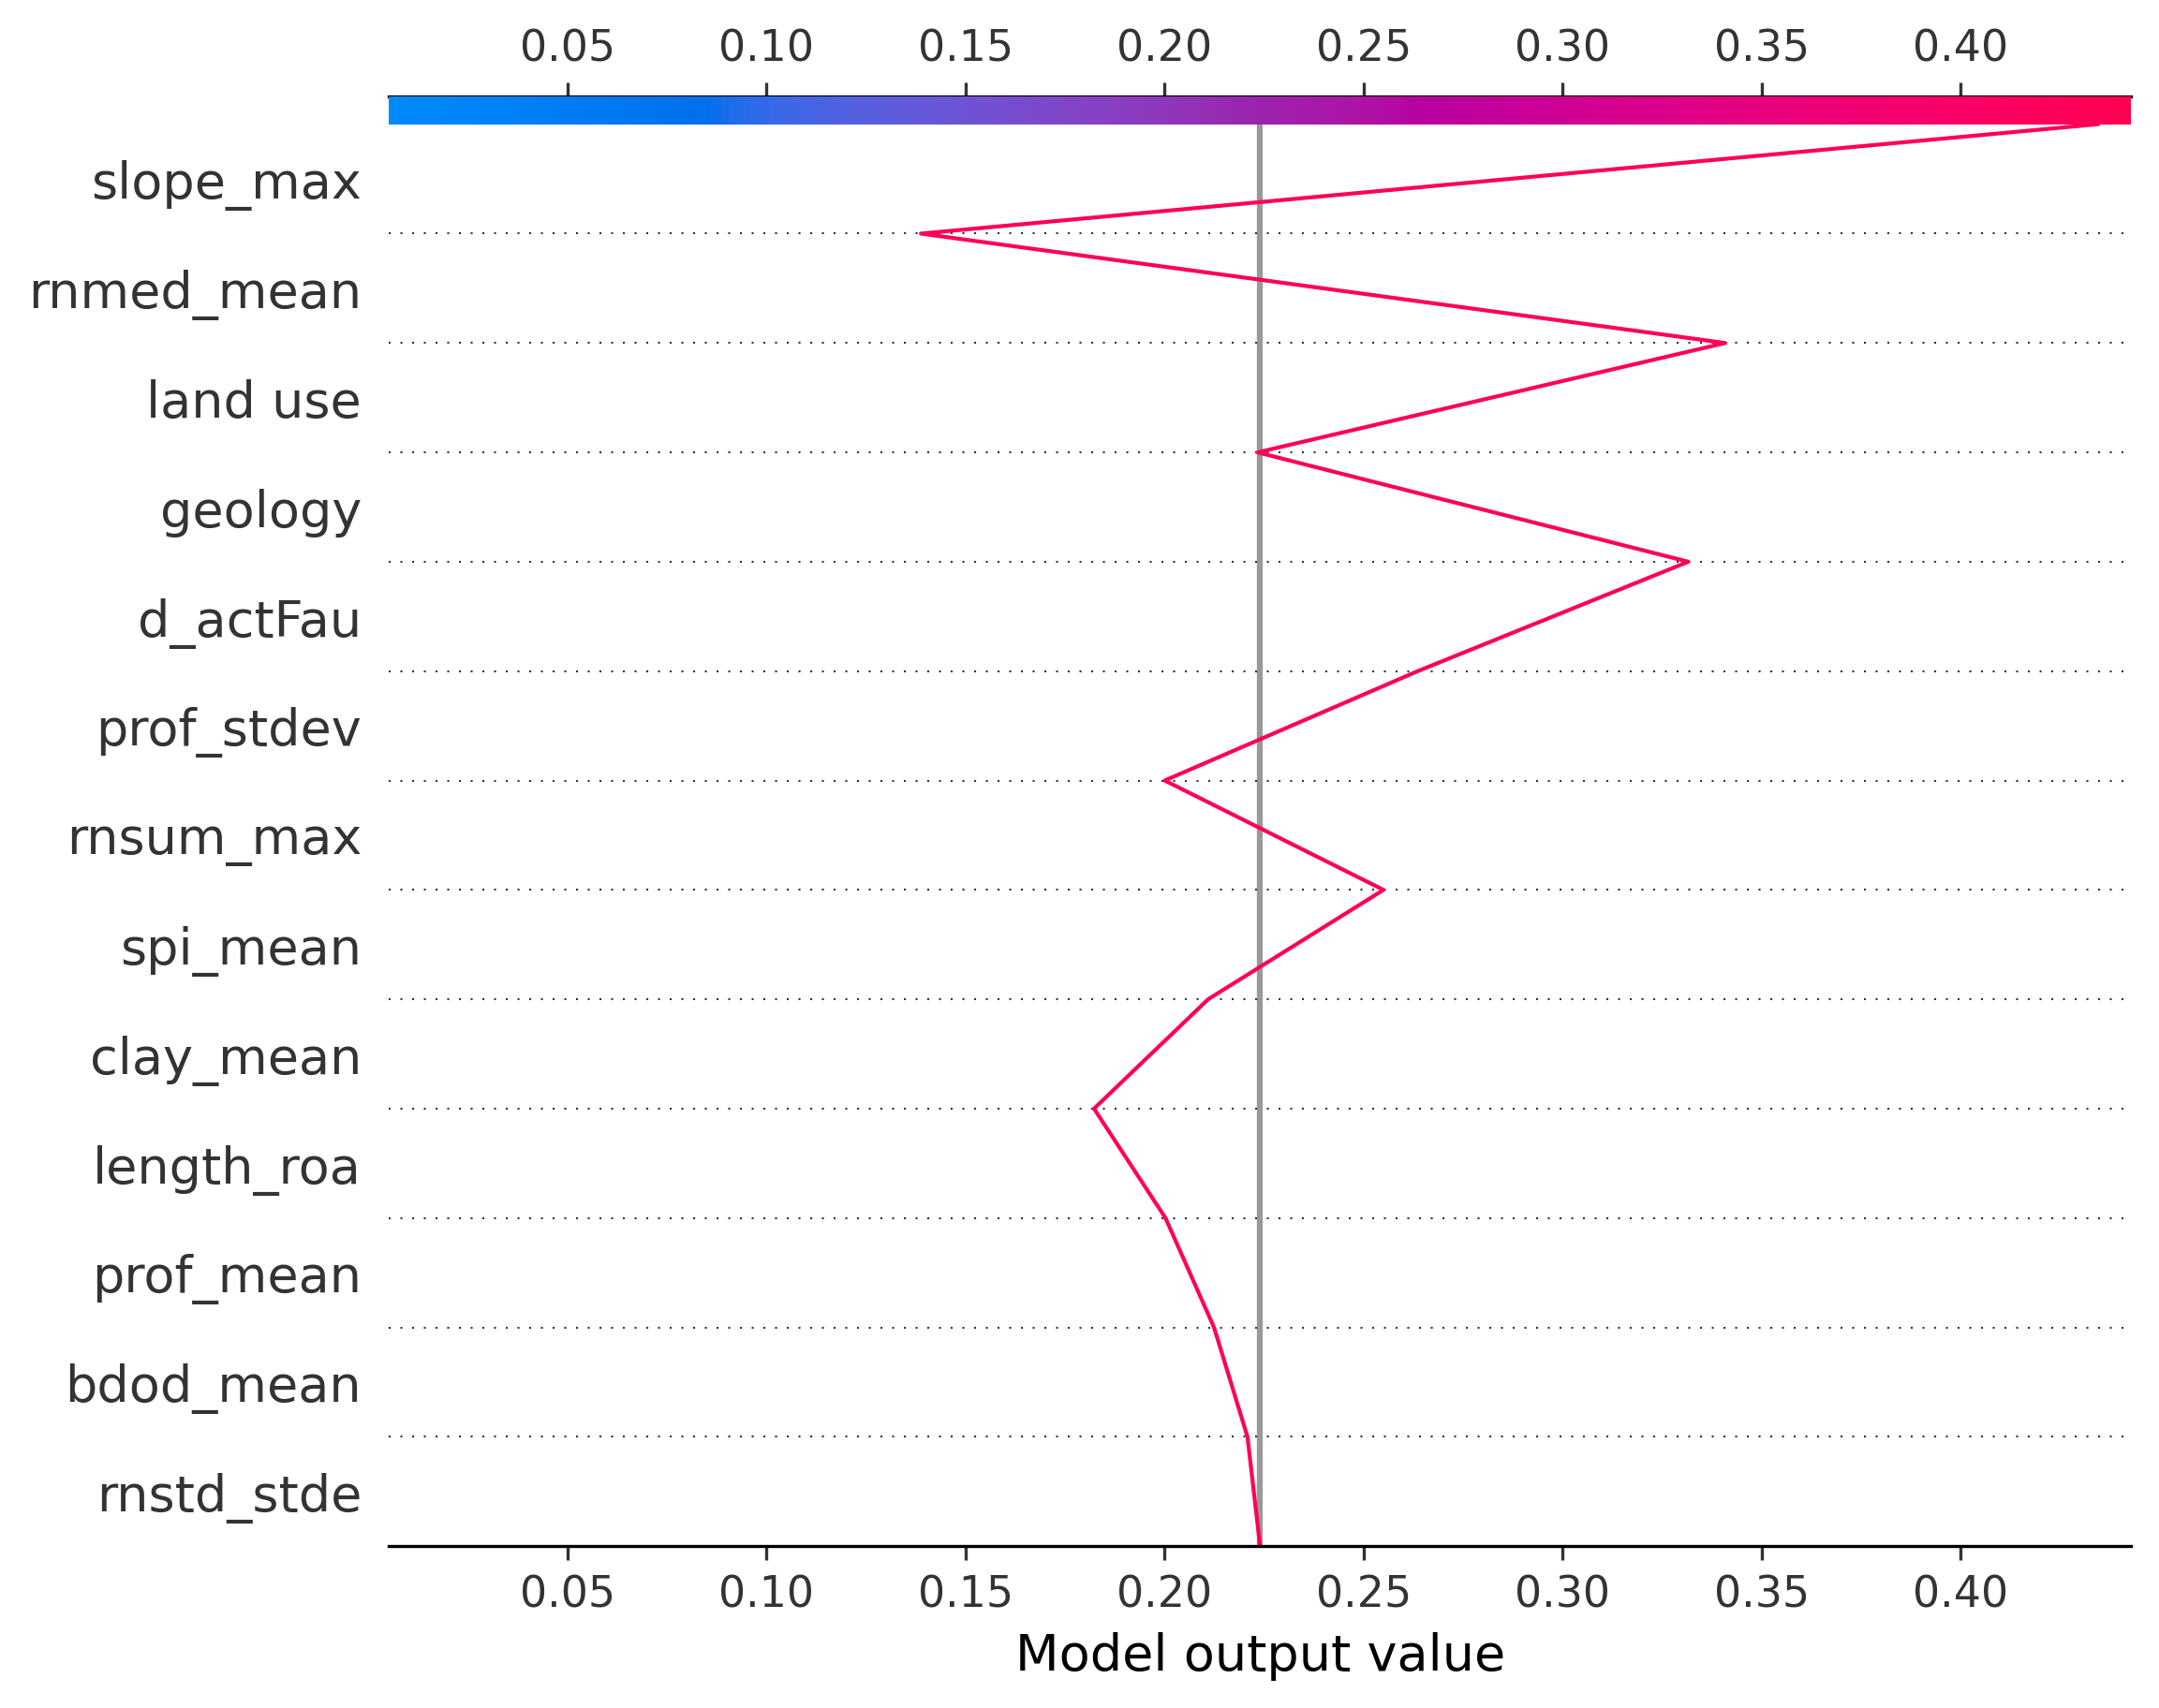 0.05 0.10 0.15 0.20 0.25 0.30 0.35 0.40
slope_max
rnmed_mean
land use
geology
d_actFau
prof_stdev
rnsum_max
spi_mean
clay_mean
length_roa
prof_mean
bdod_mean
rnstd_stde
0.05 0.10 0.15 0.20 0.25 0.30 0.35 0.40
Model output value